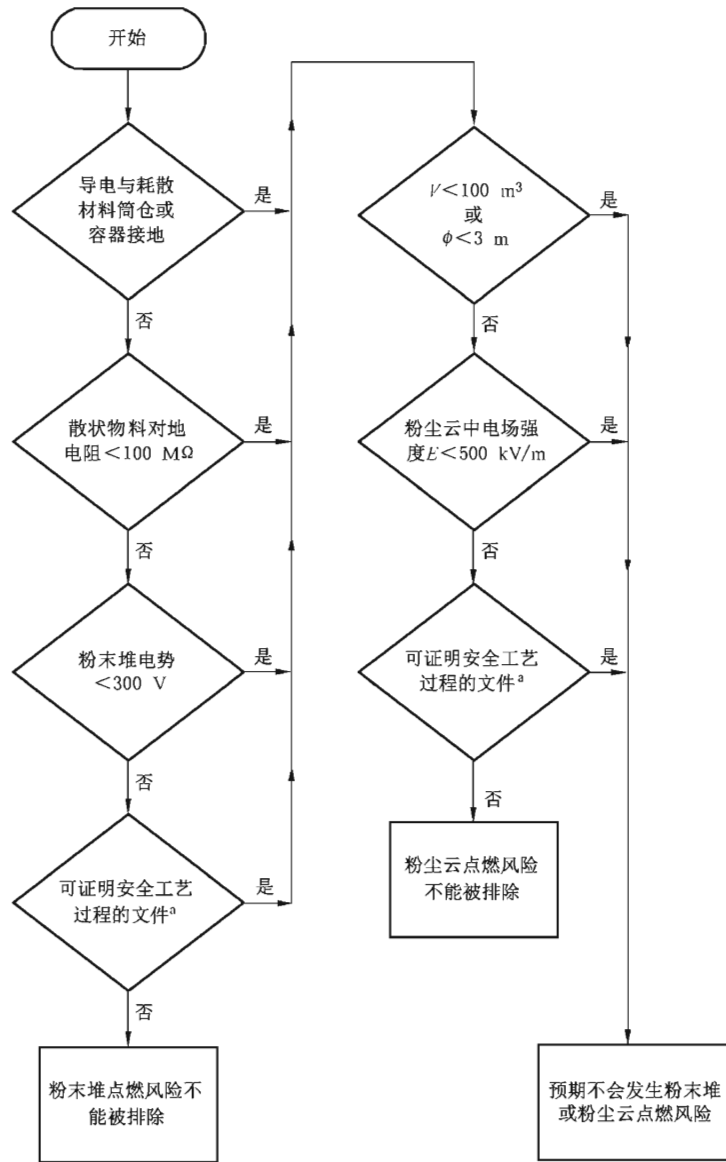 开始
导电与耗散
材料筒仓或
容器接地
是
否
散状物料对地
电阻<100 MΩ
是
否
粉末堆电势
<300 V
是
否
可证明安全工艺
过程的文件ᵃ
是
否
粉末堆点燃风险不
能被排除
V<100 m³
或
ϕ<3 m
是
否
粉尘云中电场强
度E<500 kV/m
是
否
可证明安全工艺
过程的文件ᵃ
是
否
粉尘云点燃风险
不能被排除
预期不会发生粉末堆
或粉尘云点燃风险